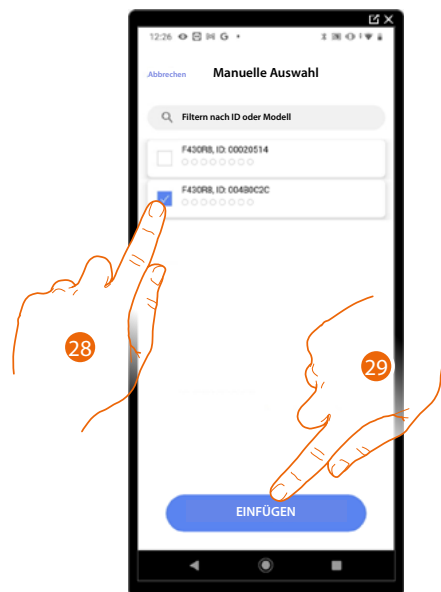 12:26
Abbrechen Manuelle Auswahl
Filtern nach ID oder Modell
F430R8, ID: 00020514
F430R8, ID: 004B0C2C
28
29
EINFÜGEN